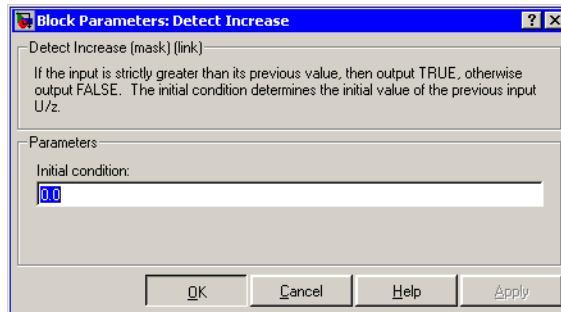 Block Parameters: Detect Increase
Detect Increase (mask) (link)
If the input is strictly greater than its previous value, then output TRUE, otherwise
output FALSE. The initial condition determines the initial value of the previous input
U/z.
Parameters
Initial condition:
0.0
OK
Cancel
Help
Apply